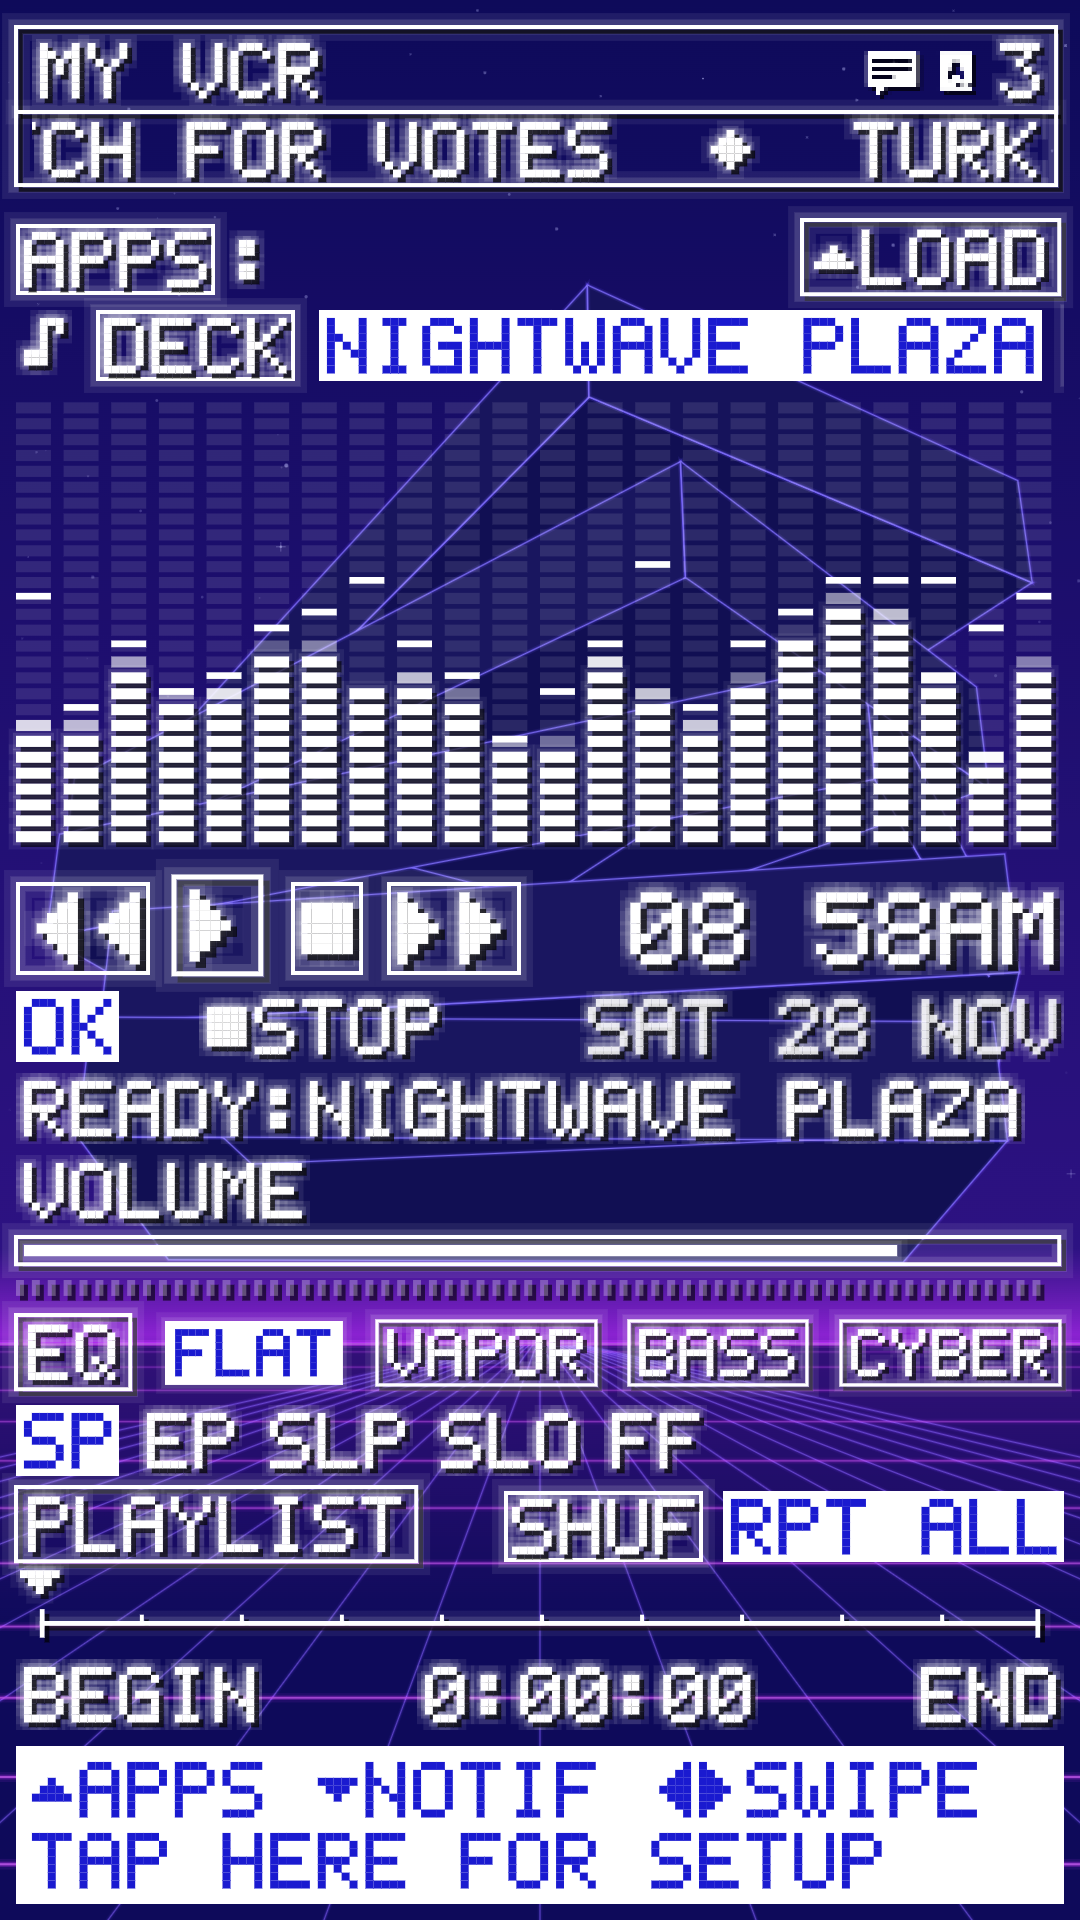 MY VCR 3
CH FOR VOTES ◆ TURK
APPS: ▲LOAD
♪ DECK NIGHTWAVE PLAZA
08 58AM
OK ■STOP SAT 28 NOV
READY:NIGHTWAVE PLAZA
VOLUME
EQ FLAT VAPOR BASS CYBER
SP EP SLP SLO FF
PLAYLIST SHUF RPT ALL
BEGIN 0:00:00 END
▲APPS ▼NOTIF ◀▶SWIPE
TAP HERE FOR SETUP